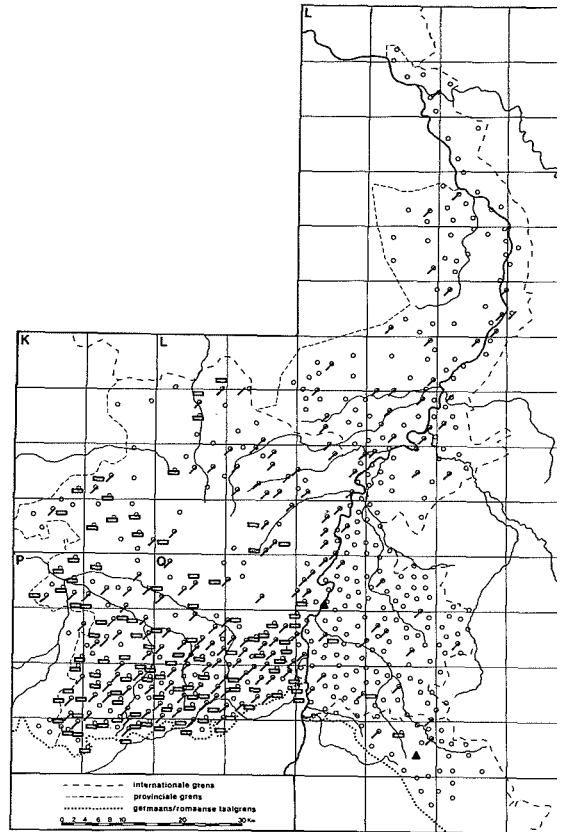 L
K
L
P
Q
internationale grens
provinciale grens
germaans/romaanse taalgrens
0 2 4 6 8 10 20 30 Km